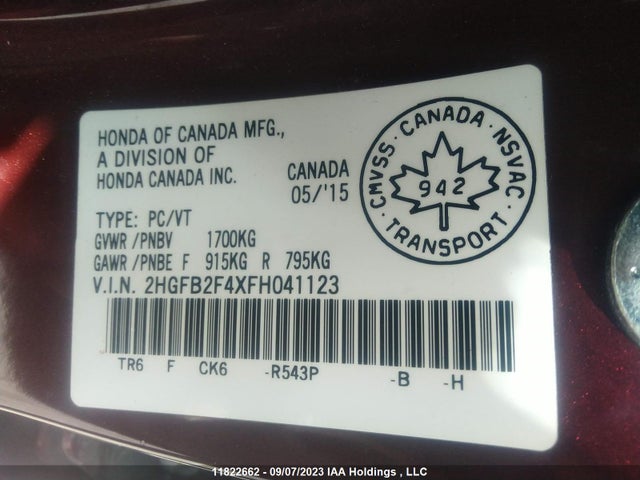 HONDA OF CANADA MFG.,
A DIVISION OF
HONDA CANADA INC.
CANADA
05/'15
TYPE: PC/VT
GVWR /PNBV 1700KG
GAWR /PNBE F 915KG R 795KG
V.I.N. 2HGFB2F4XFH041123
TR6 F CK6 -R543P -B -H
CMVSS · CANADA · NSVAC ·
942
TRANSPORT
11822662 - 09/07/2023 IAA Holdings , LLC